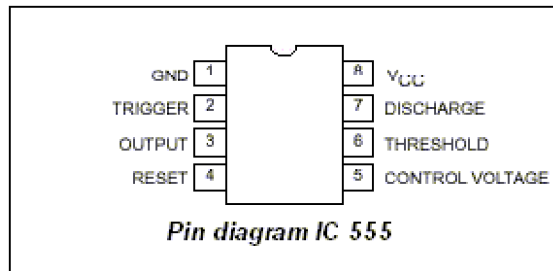 GND 1 8 VCC
TRIGGER 2 7 DISCHARGE
OUTPUT 3 6 THRESHOLD
RESET 4 5 CONTROL VOLTAGE
Pin diagram IC 555